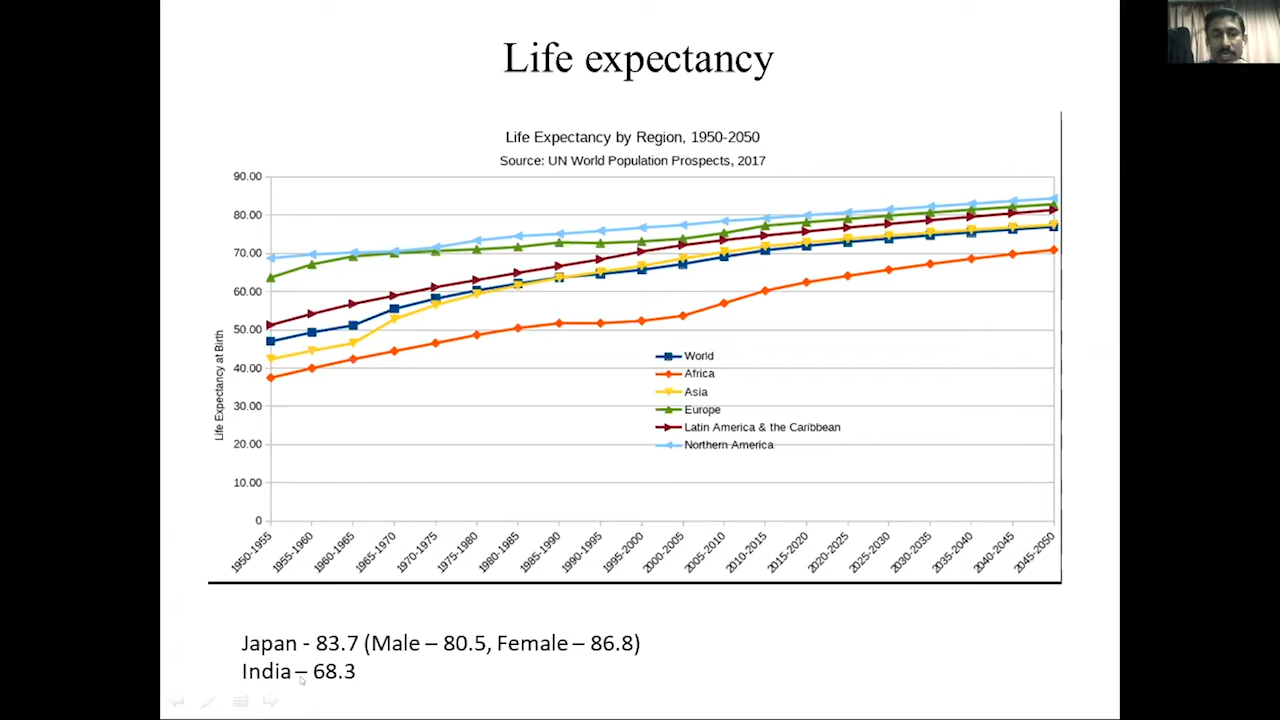 Life expectancy
Life Expectancy by Region, 1950-2050
Source: UN World Population Prospects, 2017
Life Expectancy at Birth
90.00
80.00
70.00
60.00
50.00
40.00
30.00
20.00
10.00
0
World
Africa
Asia
Europe
Latin America & the Caribbean
Northern America
1950-1955
1955-1960
1960-1965
1965-1970
1970-1975
1975-1980
1980-1985
1985-1990
1990-1995
1995-2000
2000-2005
2005-2010
2010-2015
2015-2020
2020-2025
2025-2030
2030-2035
2035-2040
2040-2045
2045-2050
Japan - 83.7 (Male – 80.5, Female – 86.8)
India – 68.3